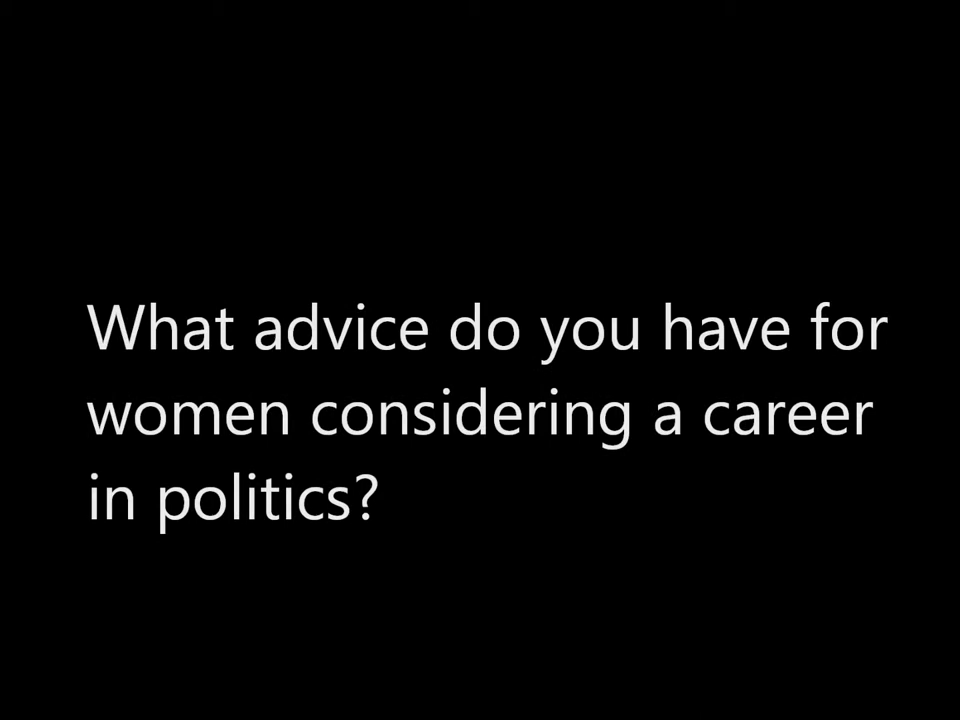 What advice do you have for
women considering a career
in politics?